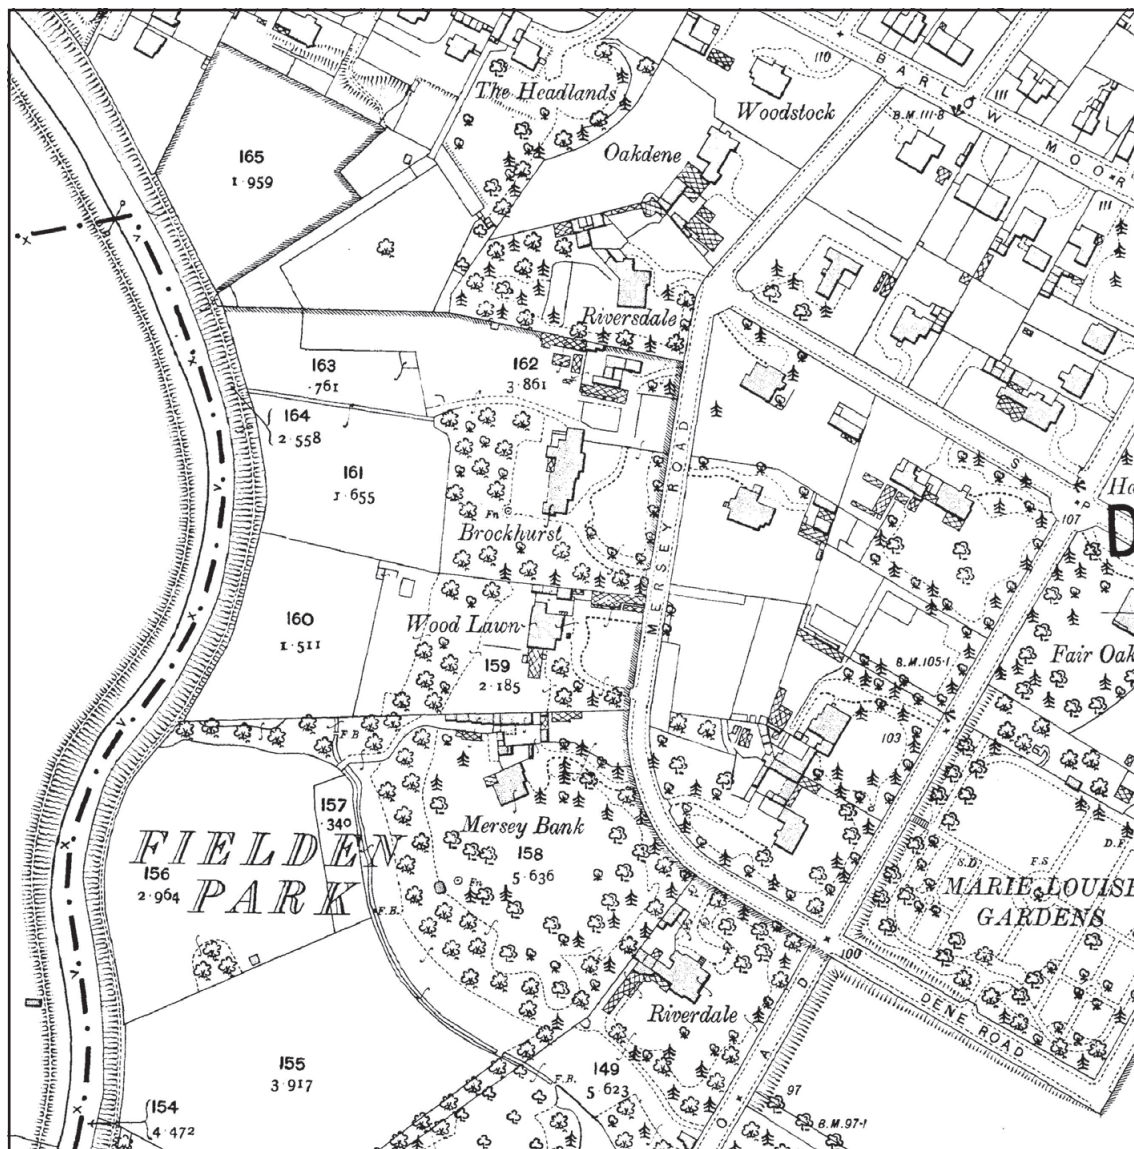 110
BARLOW MOOR
111
The Headlands
Woodstock
B.M. 111·8
Oakdene
165
1·959
111
Riversdale
163
·761
162
3·861
164
2·558
MERSEY ROAD
161
1·655
S
P
107
Fn
Brockhurst
D
160
1·511
Wood Lawn
Fair Oak
159
2·185
B.M. 105·1
F.B.
103
157
·340
Mersey Bank
158
5·636
FIELDEN
PARK
156
2·964
Fn
F.B.
S.D.
F.S.
D.F.
MARIE LOUISE
GARDENS
100
DENE ROAD
Riverdale
155
3·917
149
5·623
F.B.
154
4·472
O
A
D
97
B.M. 97·1